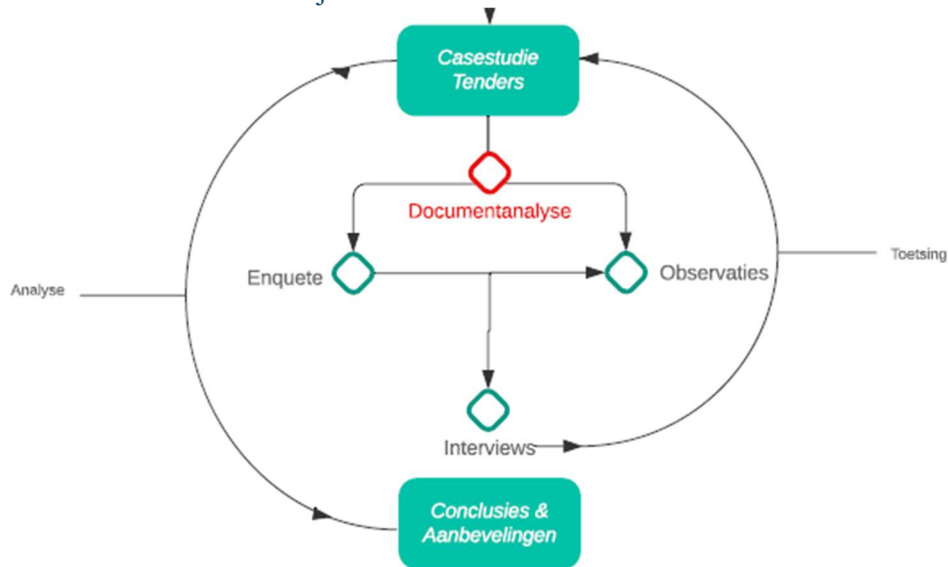 Casestudie
Tenders
Documentanalyse
Enquete
Observaties
Toetsing
Analyse
Interviews
Conclusies &
Aanbevelingen